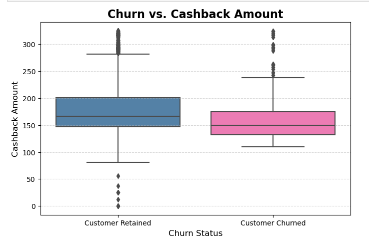 Churn vs. Cashback Amount
300
250
200
150
100
50
0
Cashback Amount
Customer Retained
Customer Churned
Churn Status